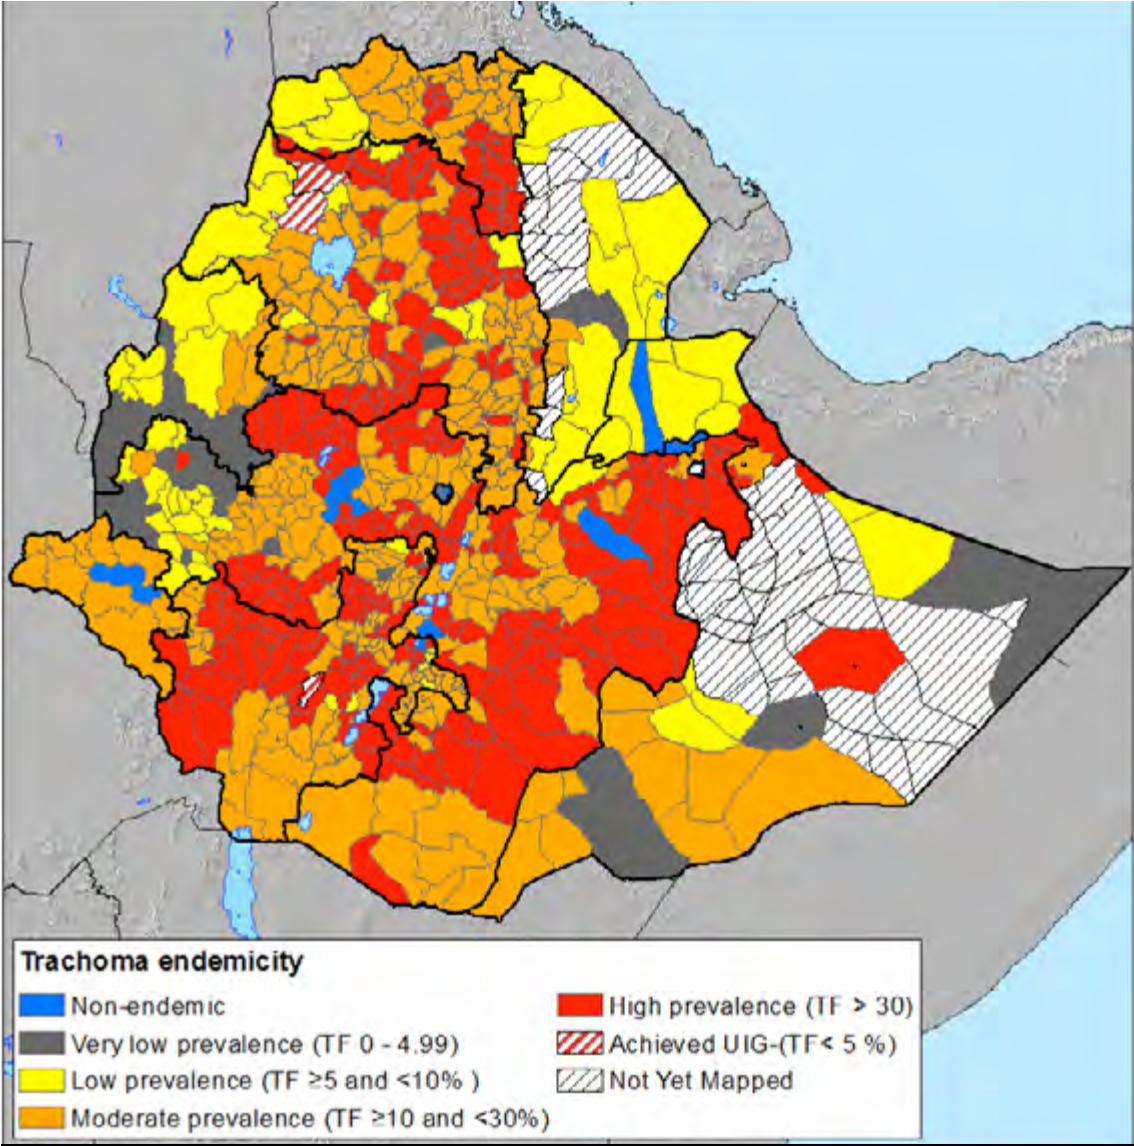 Trachoma endemicity
Non-endemic
Very low prevalence (TF 0 - 4.99)
Low prevalence (TF ≥5 and <10% )
Moderate prevalence (TF ≥10 and <30%)
High prevalence (TF > 30)
Achieved UIG-(TF< 5 %)
Not Yet Mapped